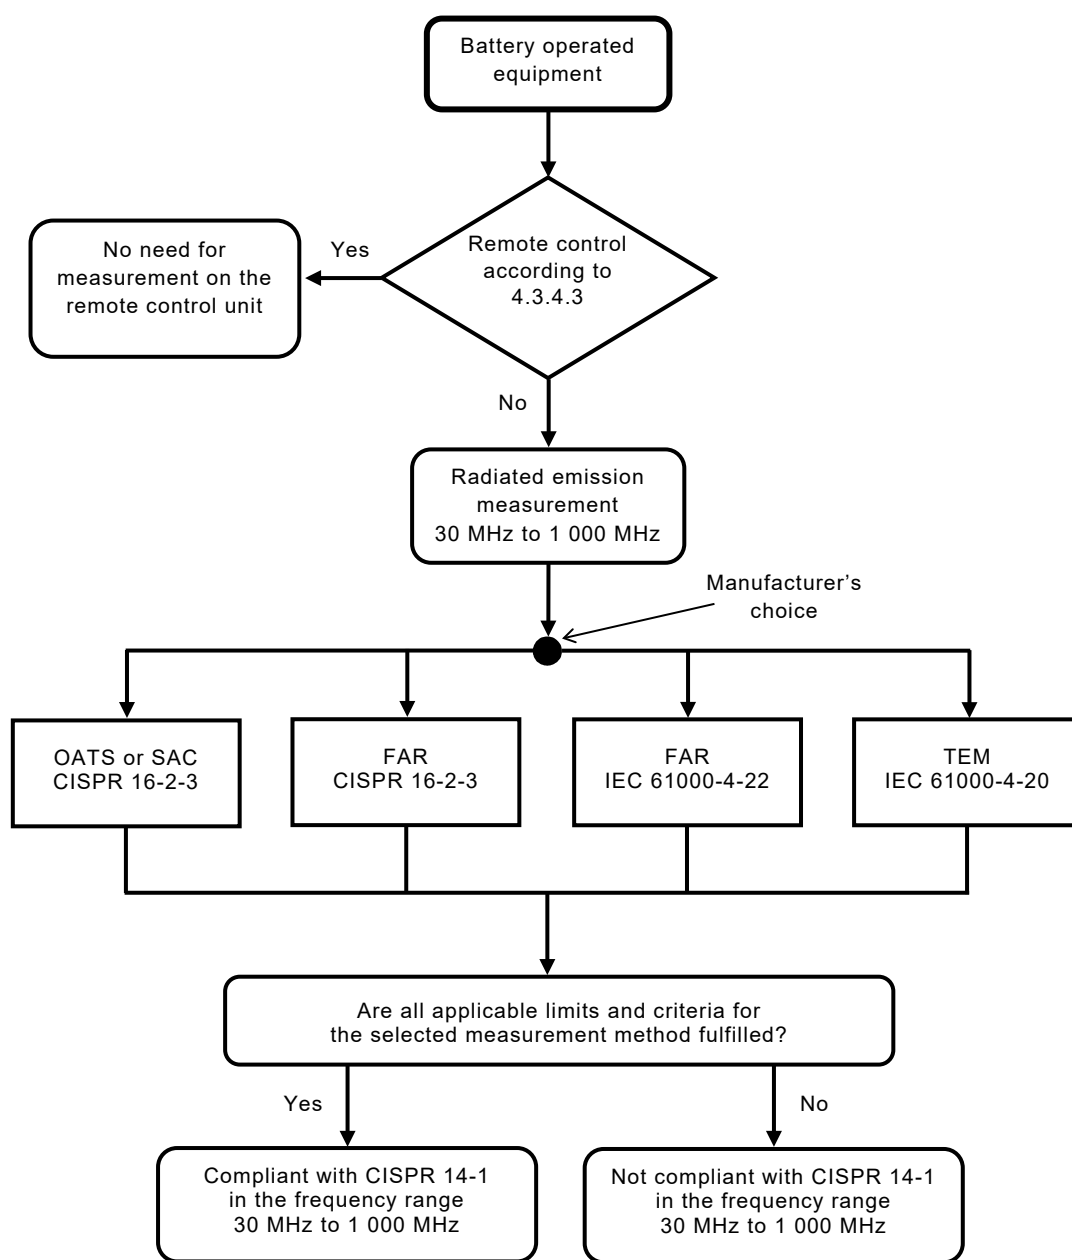 Battery operated
equipment
Remote control
according to
4.3.4.3
Yes
No need for
measurement on the
remote control unit
No
Radiated emission
measurement
30 MHz to 1 000 MHz
Manufacturer’s
choice
OATS or SAC
CISPR 16-2-3
FAR
CISPR 16-2-3
FAR
IEC 61000-4-22
TEM
IEC 61000-4-20
Are all applicable limits and criteria for
the selected measurement method fulfilled?
Yes
No
Compliant with CISPR 14-1
in the frequency range
30 MHz to 1 000 MHz
Not compliant with CISPR 14-1
in the frequency range
30 MHz to 1 000 MHz